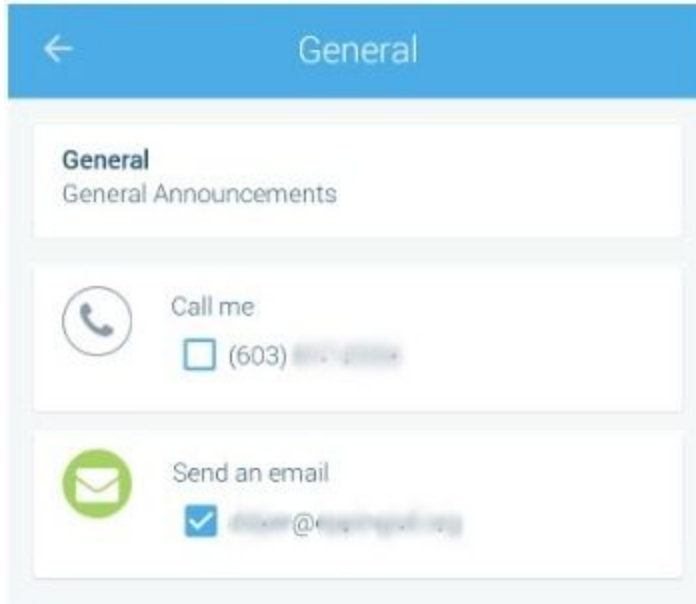 General
General
General Announcements
Call me
(603)
Send an email
@